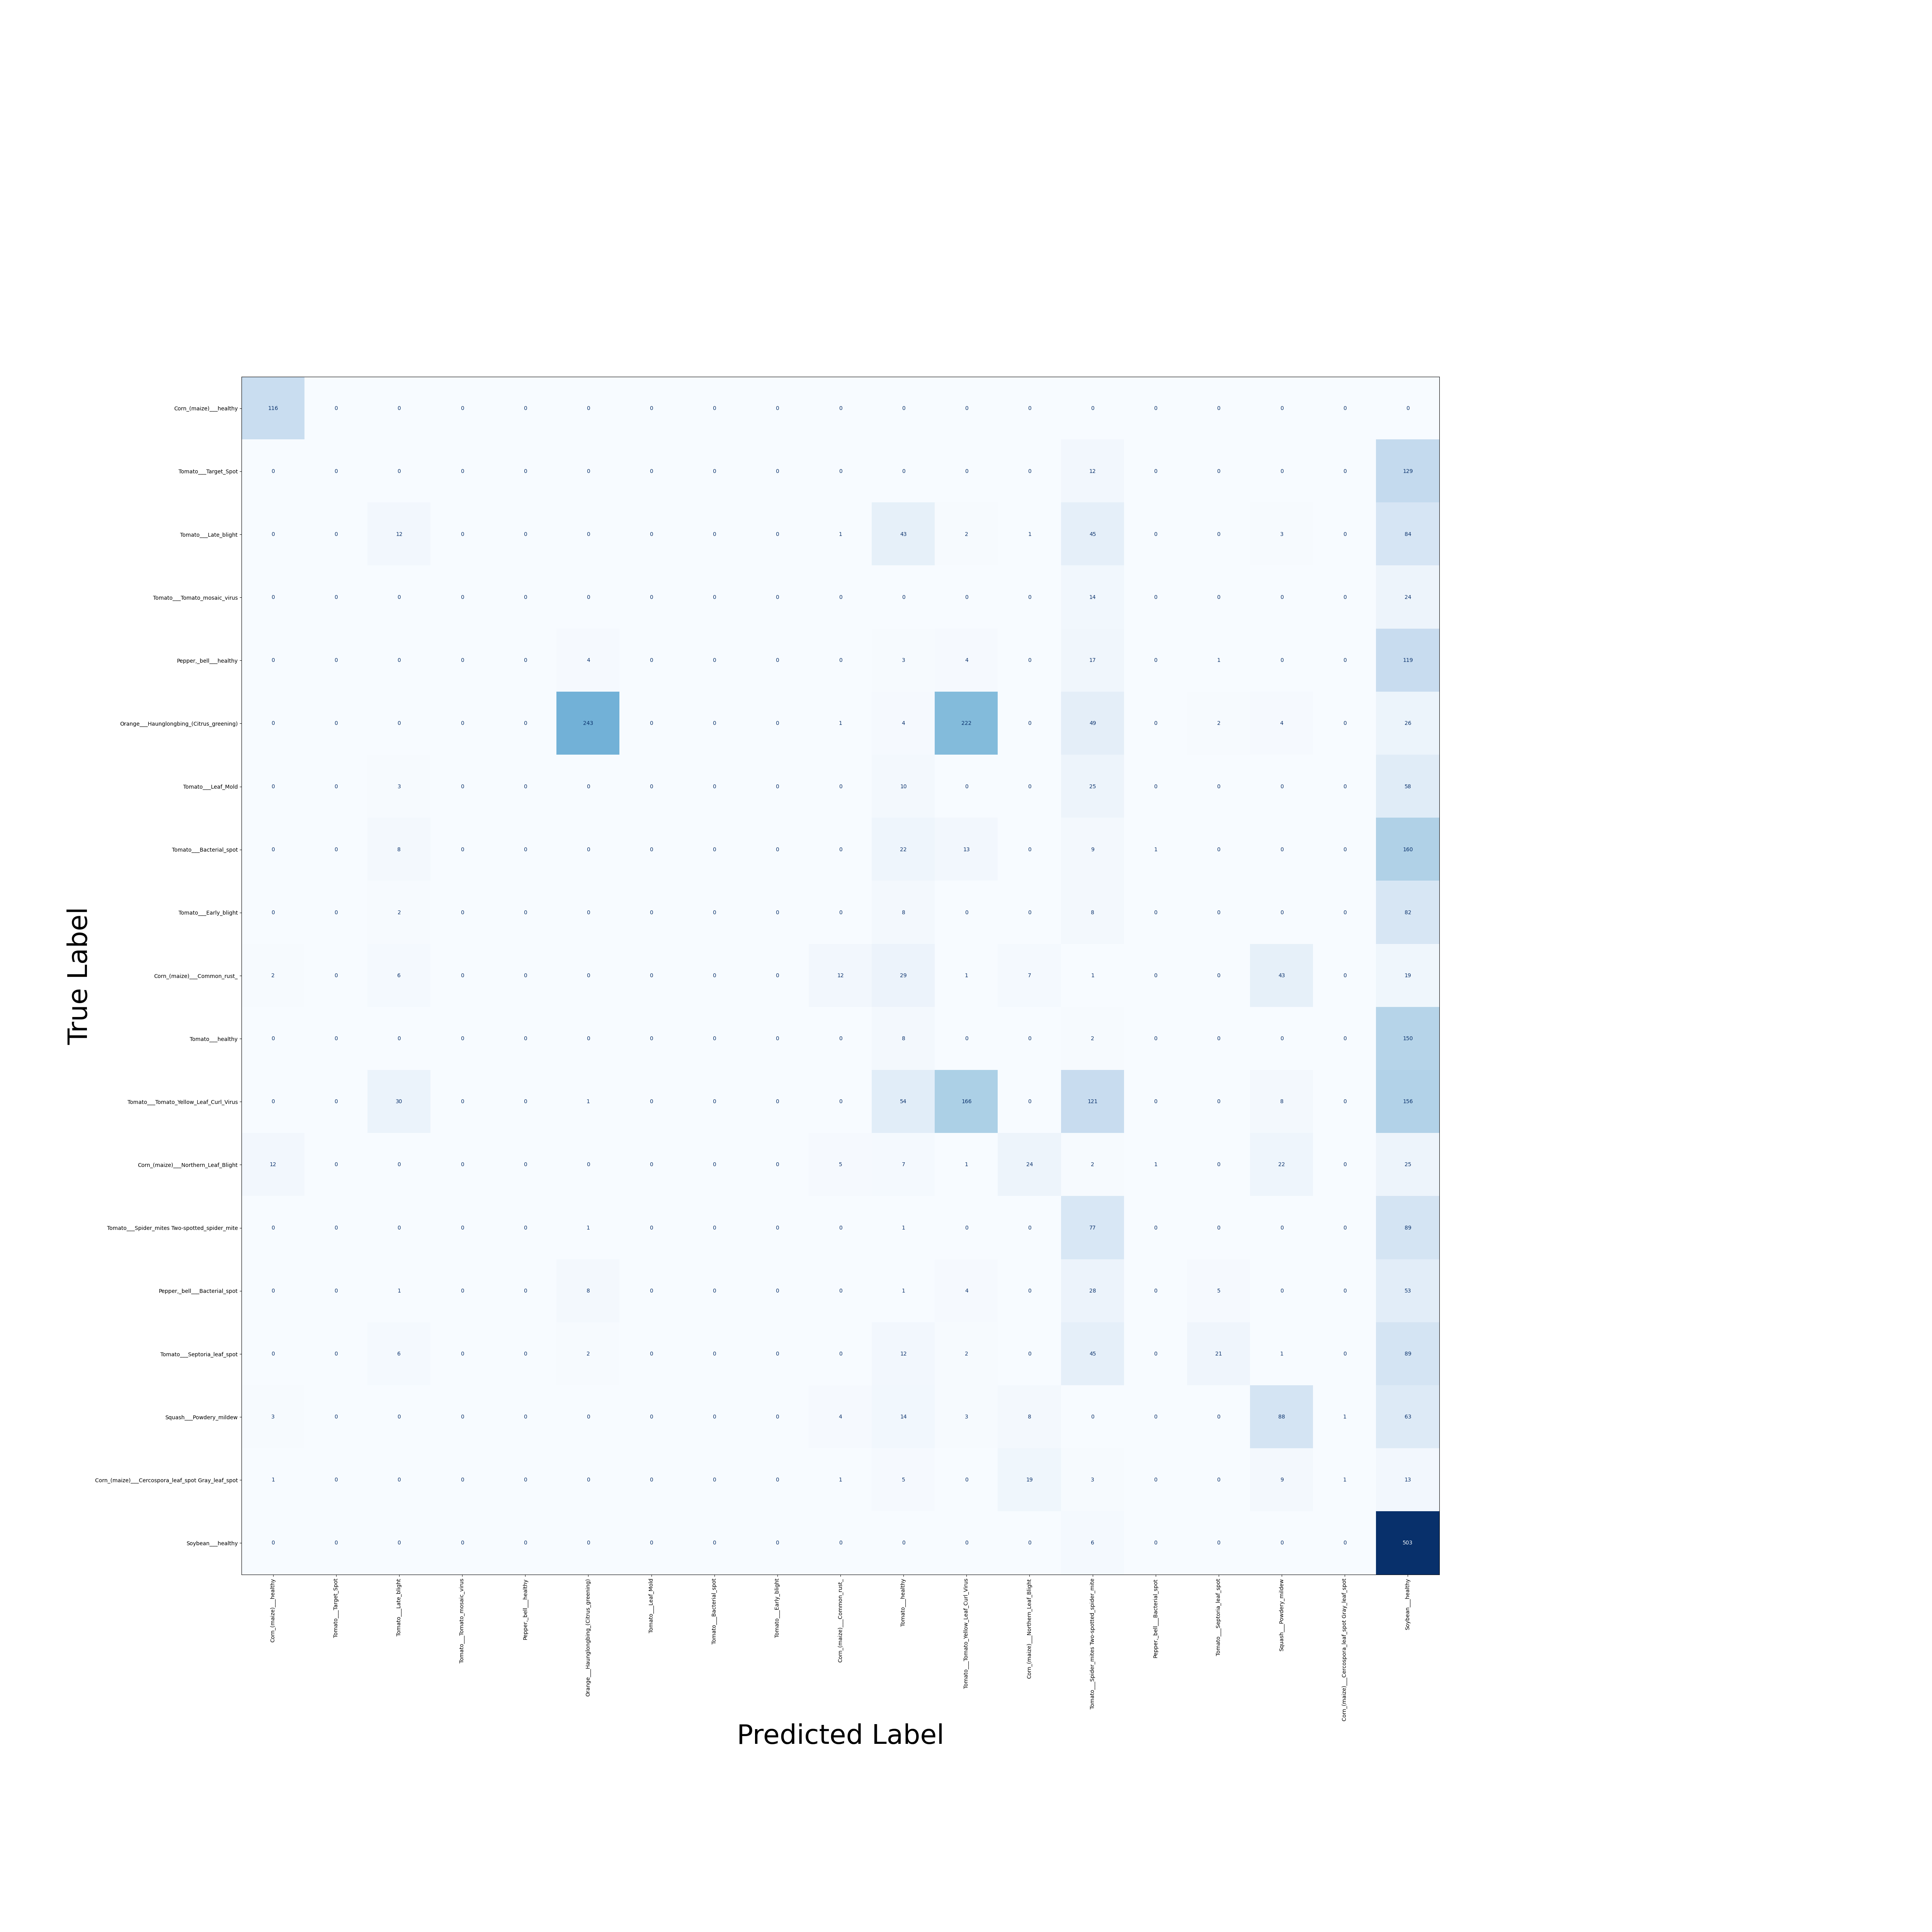 Corn_(maize)___healthy 116 0 0 0 0 0 0 0 0 0 0 0 0 0 0 0 0 0 0
Tomato___Target_Spot 0 0 0 0 0 0 0 0 0 0 0 0 0 12 0 0 0 0 129
Tomato___Late_blight 0 0 12 0 0 0 0 0 0 1 43 2 1 45 0 0 3 0 84
Tomato___Tomato_mosaic_virus 0 0 0 0 0 0 0 0 0 0 0 0 0 14 0 0 0 0 24
Pepper,_bell___healthy 0 0 0 0 0 4 0 0 0 0 3 4 0 17 0 1 0 0 119
Orange___Haunglongbing_(Citrus_greening) 0 0 0 0 0 243 0 0 0 1 4 222 0 49 0 2 4 0 26
Tomato___Leaf_Mold 0 0 3 0 0 0 0 0 0 0 10 0 0 25 0 0 0 0 58
Tomato___Bacterial_spot 0 0 8 0 0 0 0 0 0 0 22 13 0 9 1 0 0 0 160
Tomato___Early_blight 0 0 2 0 0 0 0 0 0 0 8 0 0 8 0 0 0 0 82
Corn_(maize)___Common_rust_ 2 0 6 0 0 0 0 0 0 12 29 1 7 1 0 0 43 0 19
Tomato___healthy 0 0 0 0 0 0 0 0 0 0 8 0 0 2 0 0 0 0 150
Tomato___Tomato_Yellow_Leaf_Curl_Virus 0 0 30 0 0 1 0 0 0 0 54 166 0 121 0 0 8 0 156
Corn_(maize)___Northern_Leaf_Blight 12 0 0 0 0 0 0 0 0 5 7 1 24 2 1 0 22 0 25
Tomato___Spider_mites Two-spotted_spider_mite 0 0 0 0 0 1 0 0 0 0 1 0 0 77 0 0 0 0 89
Pepper,_bell___Bacterial_spot 0 0 1 0 0 8 0 0 0 0 1 4 0 28 0 5 0 0 53
Tomato___Septoria_leaf_spot 0 0 6 0 0 2 0 0 0 0 12 2 0 45 0 21 1 0 89
Squash___Powdery_mildew 3 0 0 0 0 0 0 0 0 4 14 3 8 0 0 0 88 1 63
Corn_(maize)___Cercospora_leaf_spot Gray_leaf_spot 1 0 0 0 0 0 0 0 0 1 5 0 19 3 0 0 9 1 13
Soybean___healthy 0 0 0 0 0 0 0 0 0 0 0 0 0 6 0 0 0 0 503
True Label
Corn_(maize)___healthy
Tomato___Target_Spot
Tomato___Late_blight
Tomato___Tomato_mosaic_virus
Pepper,_bell___healthy
Orange___Haunglongbing_(Citrus_greening)
Tomato___Leaf_Mold
Tomato___Bacterial_spot
Tomato___Early_blight
Corn_(maize)___Common_rust_
Tomato___healthy
Tomato___Tomato_Yellow_Leaf_Curl_Virus
Corn_(maize)___Northern_Leaf_Blight
Tomato___Spider_mites Two-spotted_spider_mite
Pepper,_bell___Bacterial_spot
Tomato___Septoria_leaf_spot
Squash___Powdery_mildew
Corn_(maize)___Cercospora_leaf_spot Gray_leaf_spot
Soybean___healthy
Predicted Label